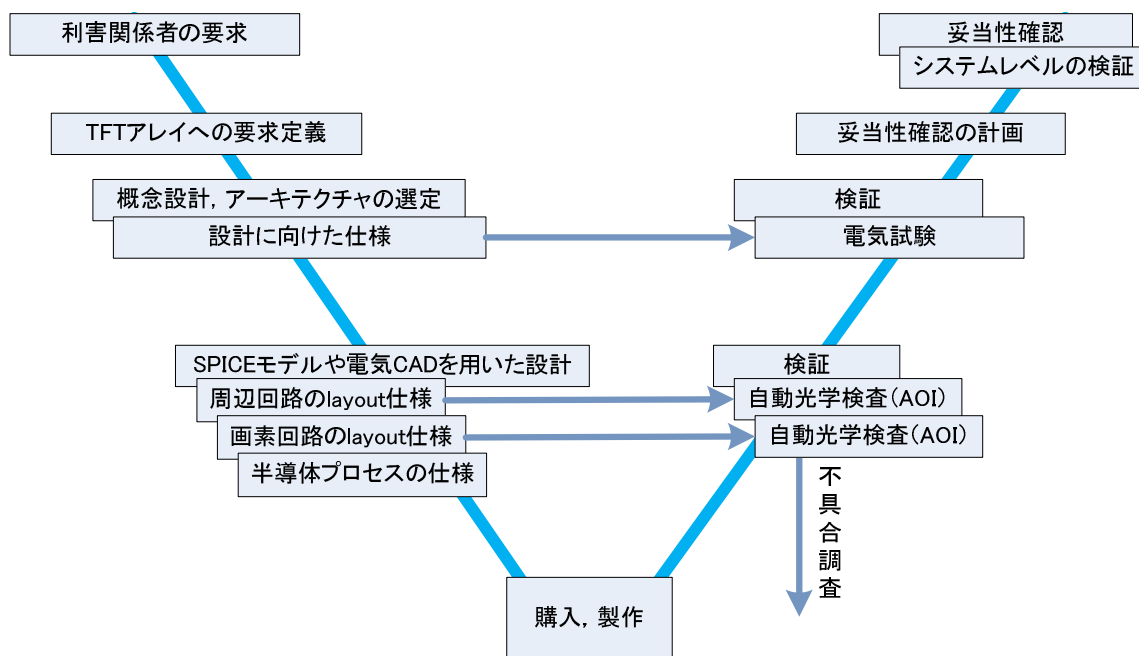 利害関係者の要求
妥当性確認
システムレベルの検証
TFTアレイへの要求定義
妥当性確認の計画
概念設計, アーキテクチャの選定
検証
設計に向けた仕様
電気試験
SPICEモデルや電気CADを用いた設計
検証
周辺回路のlayout仕様
自動光学検査(AOI)
画素回路のlayout仕様
自動光学検査(AOI)
半導体プロセスの仕様
不具合調査
購入, 製作